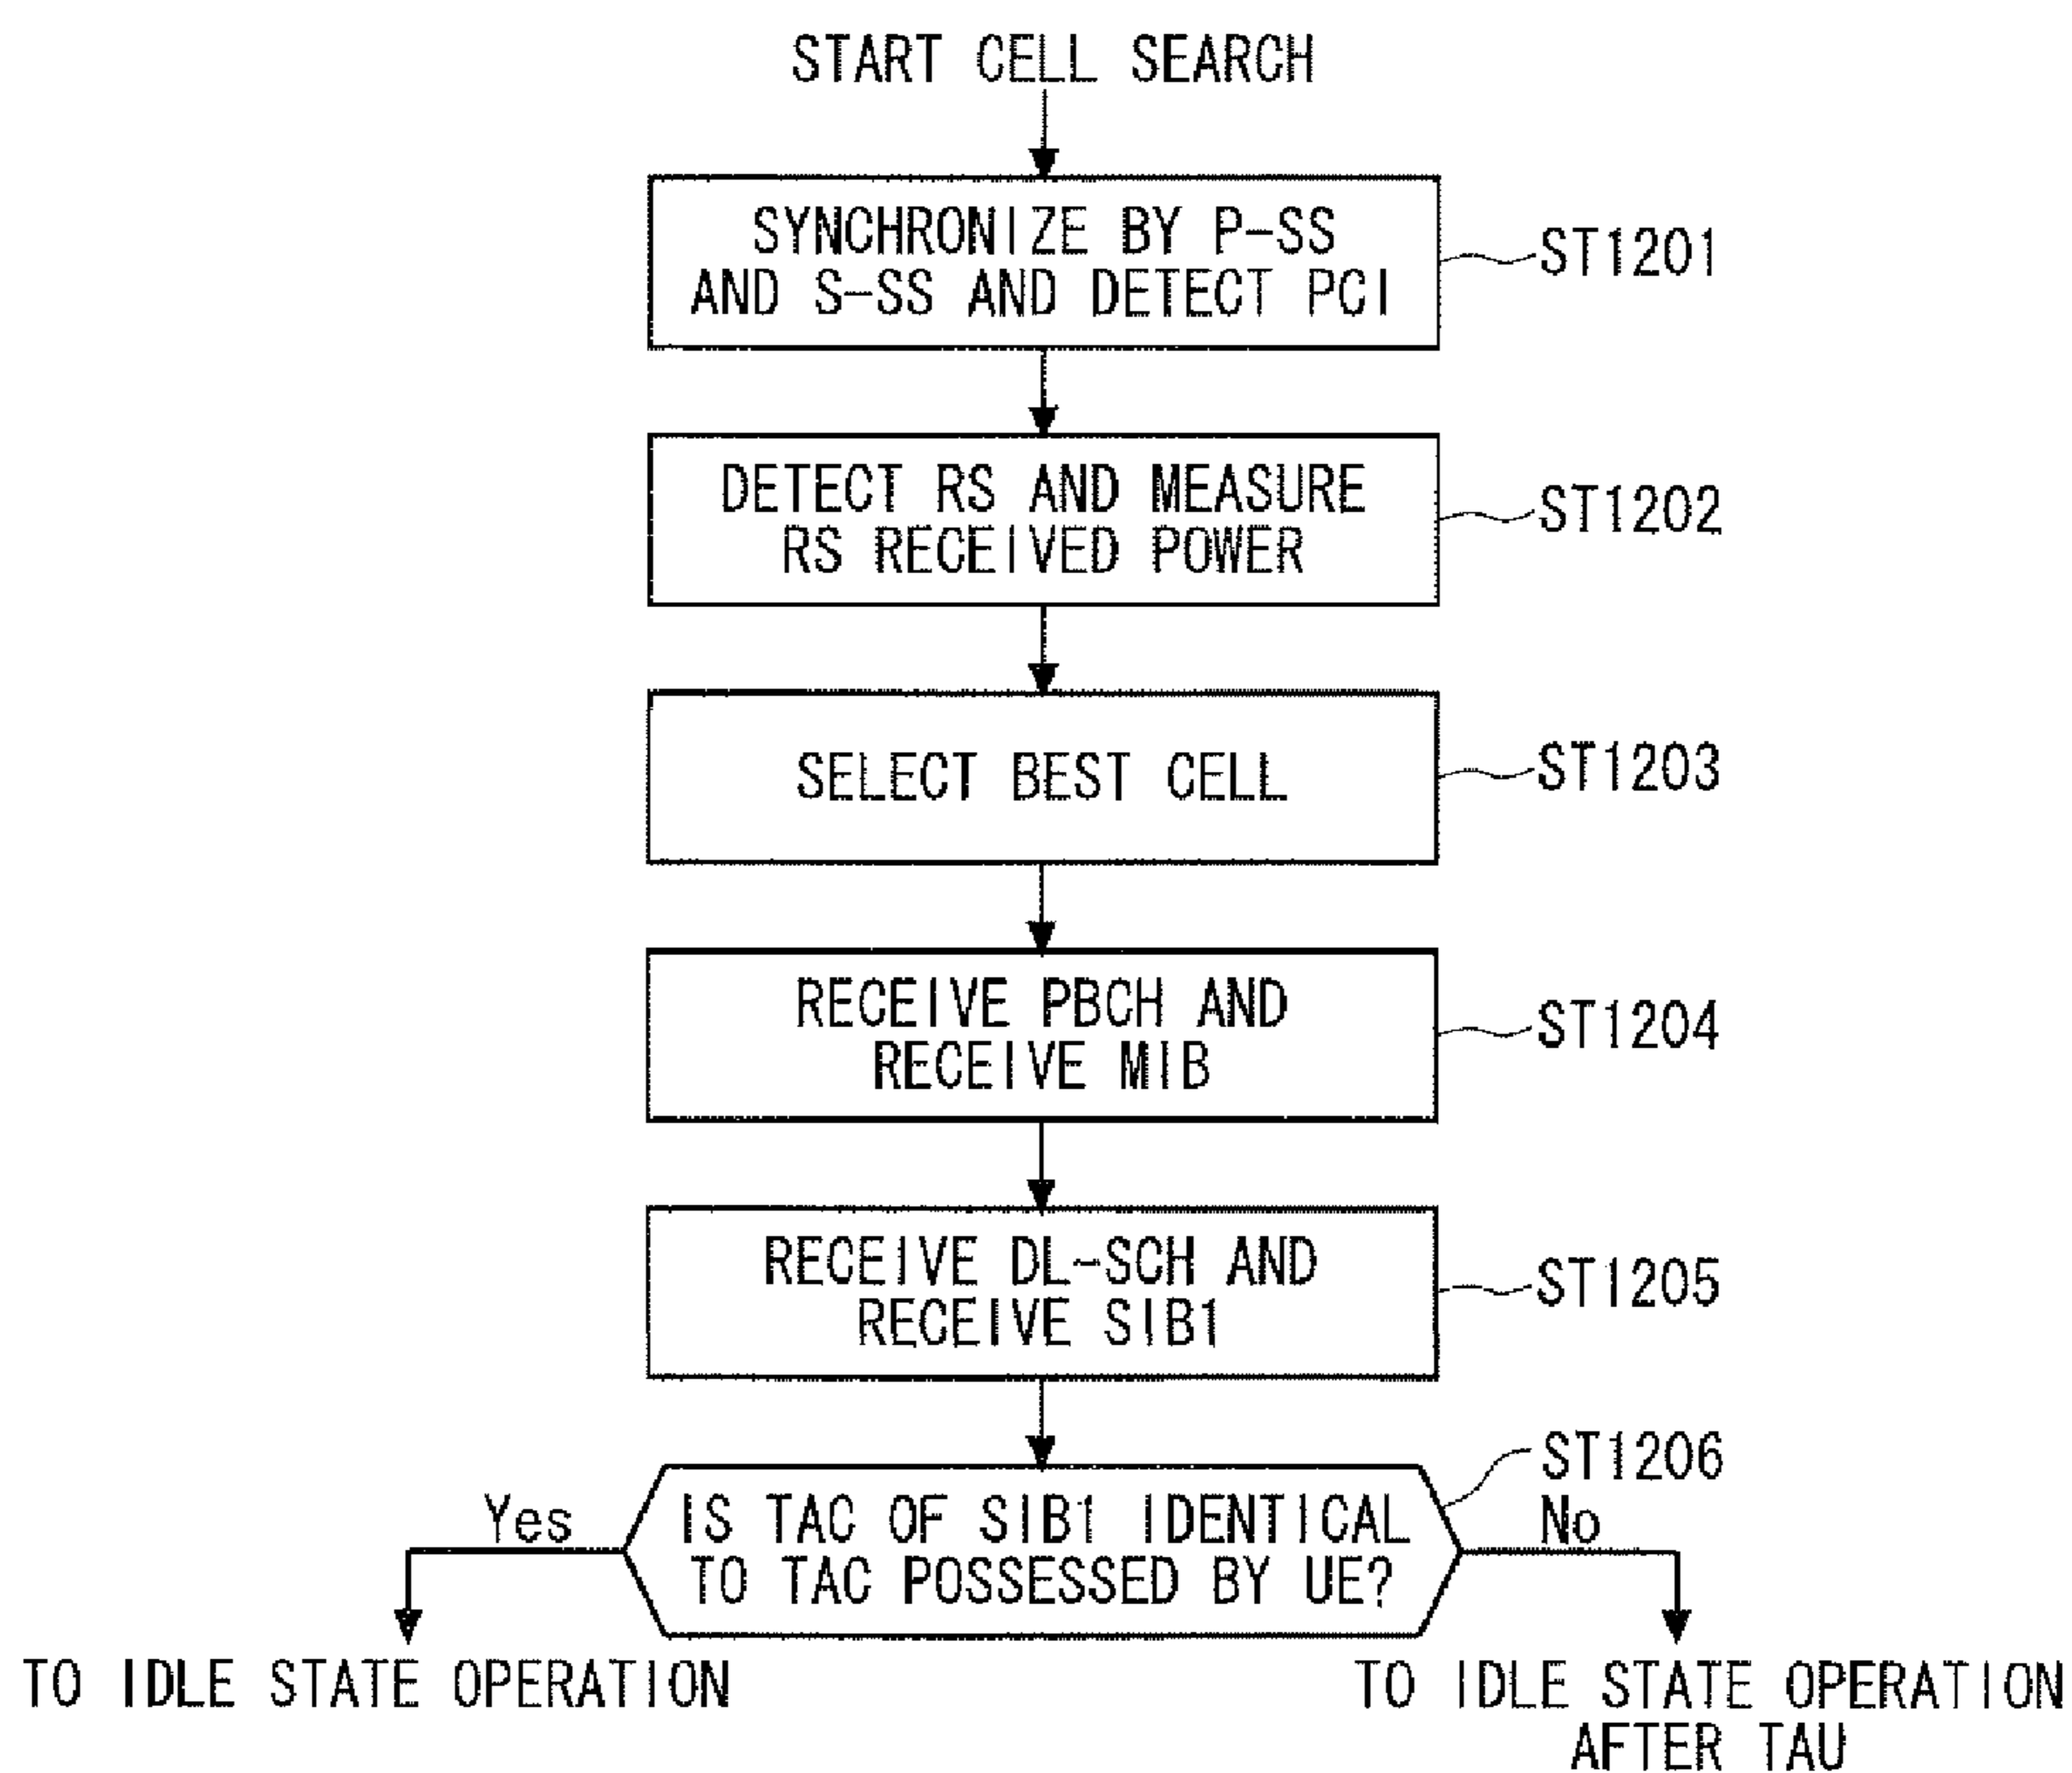 START CELL SEARCH
SYNCHRONIZE BY P-SS
AND S-SS AND DETECT PCI
ST1201
DETECT RS AND MEASURE
RS RECEIVED POWER
ST1202
SELECT BEST CELL
ST1203
RECEIVE PBCH AND
RECEIVE MIB
ST1204
RECEIVE DL-SCH AND
RECEIVE SIB1
ST1205
ST1206
Yes
IS TAC OF SIB1 IDENTICAL
TO TAC POSSESSED BY UE?
No
TO IDLE STATE OPERATION
TO IDLE STATE OPERATION
AFTER TAU